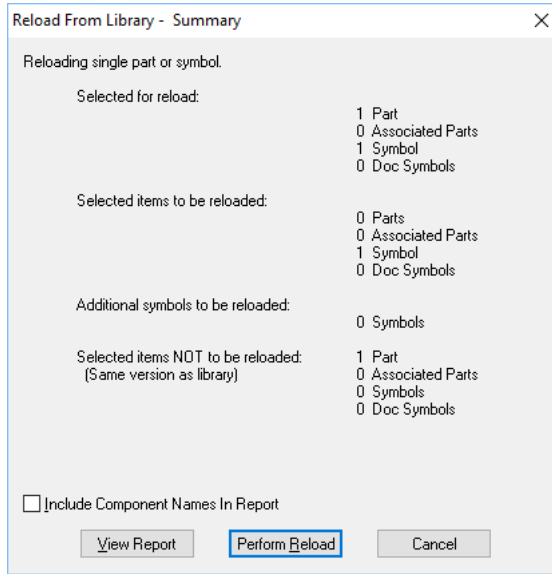 Reload From Library -  Summary
Reloading single part or symbol.
Selected for reload:
1 Part
0 Associated Parts
1 Symbol
0 Doc Symbols
Selected items to be reloaded:
0 Parts
0 Associated Parts
1 Symbol
0 Doc Symbols
Additional symbols to be reloaded:
0 Symbols
Selected items NOT to be reloaded:
(Same version as library)
1 Part
0 Associated Parts
0 Symbols
0 Doc Symbols
Include Component Names In Report
View Report
Perform Reload
Cancel